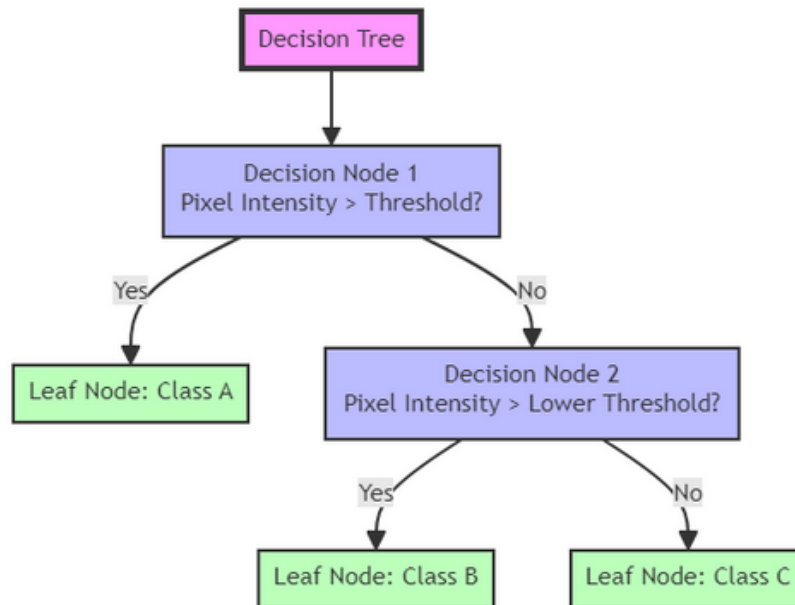 Decision Tree
Decision Node 1
Pixel Intensity > Threshold?
Yes
No
Leaf Node: Class A
Decision Node 2
Pixel Intensity > Lower Threshold?
Yes
No
Leaf Node: Class B
Leaf Node: Class C